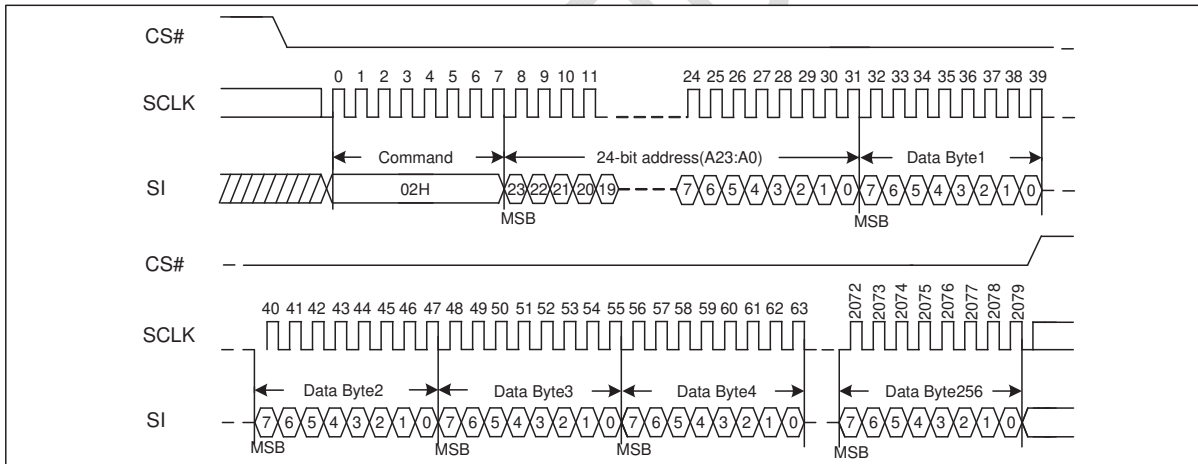 CS#
0 1 2 3 4 5 6 7 8 9 10 11 24 25 26 27 28 29 30 31 32 33 34 35 36 37 38 39
SCLK
Command 24-bit address(A23:A0) Data Byte1
SI 02H 23 22 21 20 19 7 6 5 4 3 2 1 0 7 6 5 4 3 2 1 0
MSB MSB
CS#
40 41 42 43 44 45 46 47 48 49 50 51 52 53 54 55 56 57 58 59 60 61 62 63 2072 2073 2074 2075 2076 2077 2078 2079
SCLK
Data Byte2 Data Byte3 Data Byte4 Data Byte256
SI 7 6 5 4 3 2 1 0 7 6 5 4 3 2 1 0 7 6 5 4 3 2 1 0 7 6 5 4 3 2 1 0
MSB MSB MSB MSB